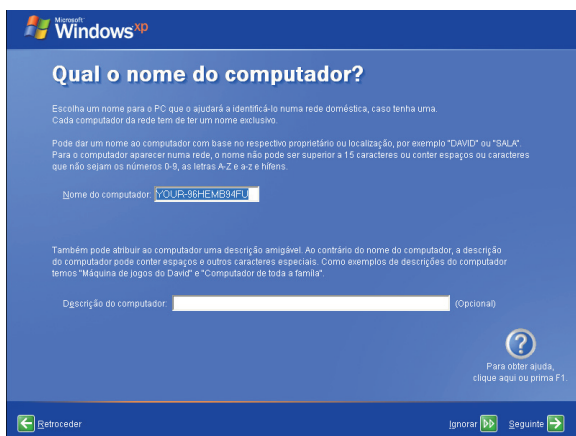 Microsoft
Windows xp
Qual o nome do computador?
Escolha um nome para o PC que o ajudará a identificá-lo numa rede doméstica, caso tenha uma.
Cada computador da rede tem de ter um nome exclusivo.
Pode dar um nome ao computador com base no respectivo proprietário ou localização, por exemplo "DAVID" ou "SALA".
Para o computador aparecer numa rede, o nome não pode ser superior a 15 caracteres ou conter espaços ou caracteres
que não sejam os números 0-9, as letras A-Z e a-z e hífens.
Nome do computador: YOUR-96HEMB94FU
Também pode atribuir ao computador uma descrição amigável. Ao contrário do nome do computador, a descrição
do computador pode conter espaços e outros caracteres especiais. Como exemplos de descrições do computador
temos "Máquina de jogos do David" e "Computador de toda a famíla".
Descrição do computador: (Opcional)
?
Para obter ajuda,
clique aqui ou prima F1.
Retroceder Ignorar Seguinte